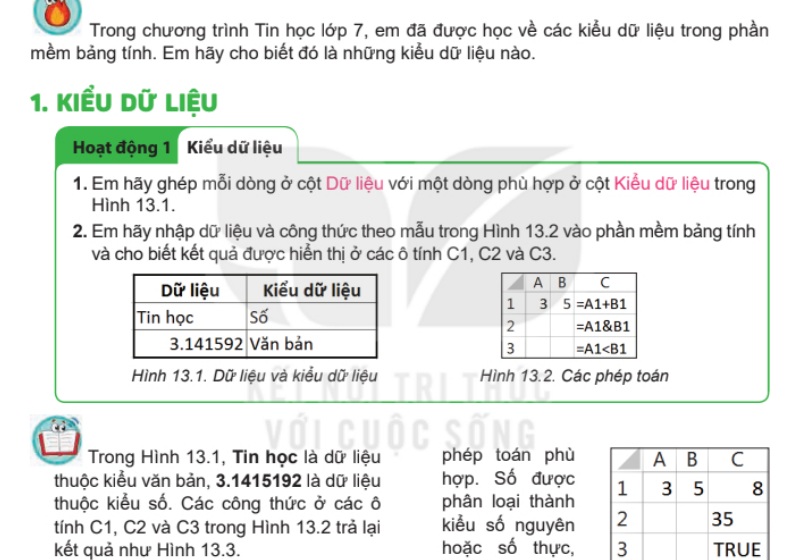 Trong chương trình Tin học lớp 7, em đã được học về các kiểu dữ liệu trong phần
mềm bảng tính. Em hãy cho biết đó là những kiểu dữ liệu nào.
1. KIỂU DỮ LIỆU
Hoạt động 1 Kiểu dữ liệu
1. Em hãy ghép mỗi dòng ở cột Dữ liệu với một dòng phù hợp ở cột Kiểu dữ liệu trong
Hình 13.1.
2. Em hãy nhập dữ liệu và công thức theo mẫu trong Hình 13.2 vào phần mềm bảng tính
và cho biết kết quả được hiển thị ở các ô tính C1, C2 và C3.
Dữ liệu Kiểu dữ liệu
Tin học Số
3.141592 Văn bản
Hình 13.1. Dữ liệu và kiểu dữ liệu
A B C
1 3 5 =A1+B1
2 =A1&B1
3 =A1<B1
Hình 13.2. Các phép toán
KẾT NỐI TRI THỨC
VỚI CUỘC SỐNG
Trong Hình 13.1, Tin học là dữ liệu
thuộc kiểu văn bản, 3.1415192 là dữ liệu
thuộc kiểu số. Các công thức ở các ô
tính C1, C2 và C3 trong Hình 13.2 trả lại
kết quả như Hình 13.3.
phép toán phù
hợp. Số được
phân loại thành
kiểu số nguyên
hoặc số thực,
A B C
1 3 5 8
2 35
3 TRUE